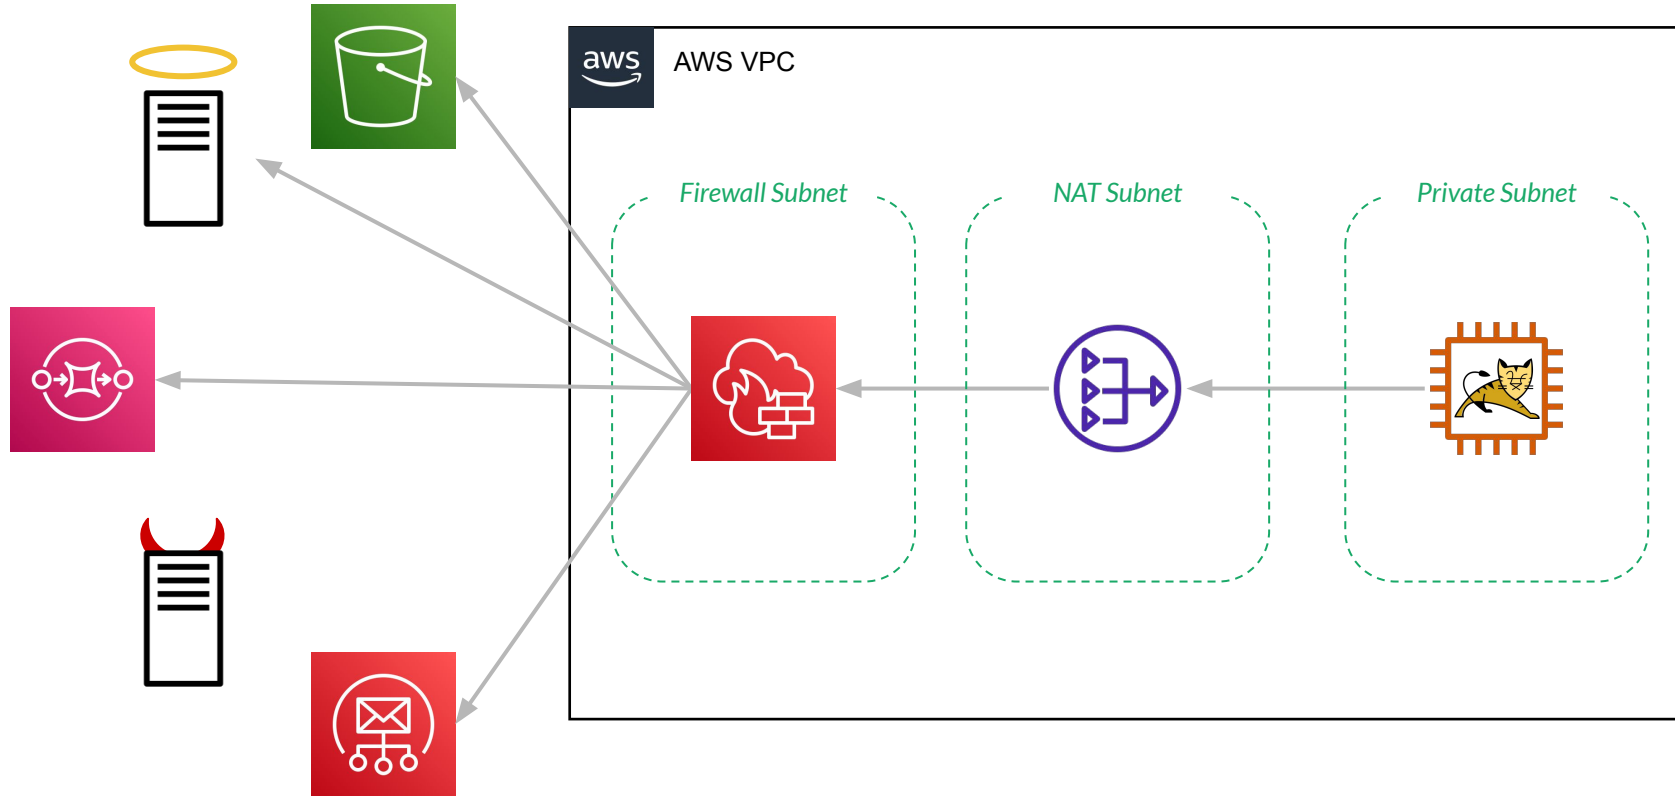 aws
AWS VPC
Firewall Subnet
NAT Subnet
Private Subnet